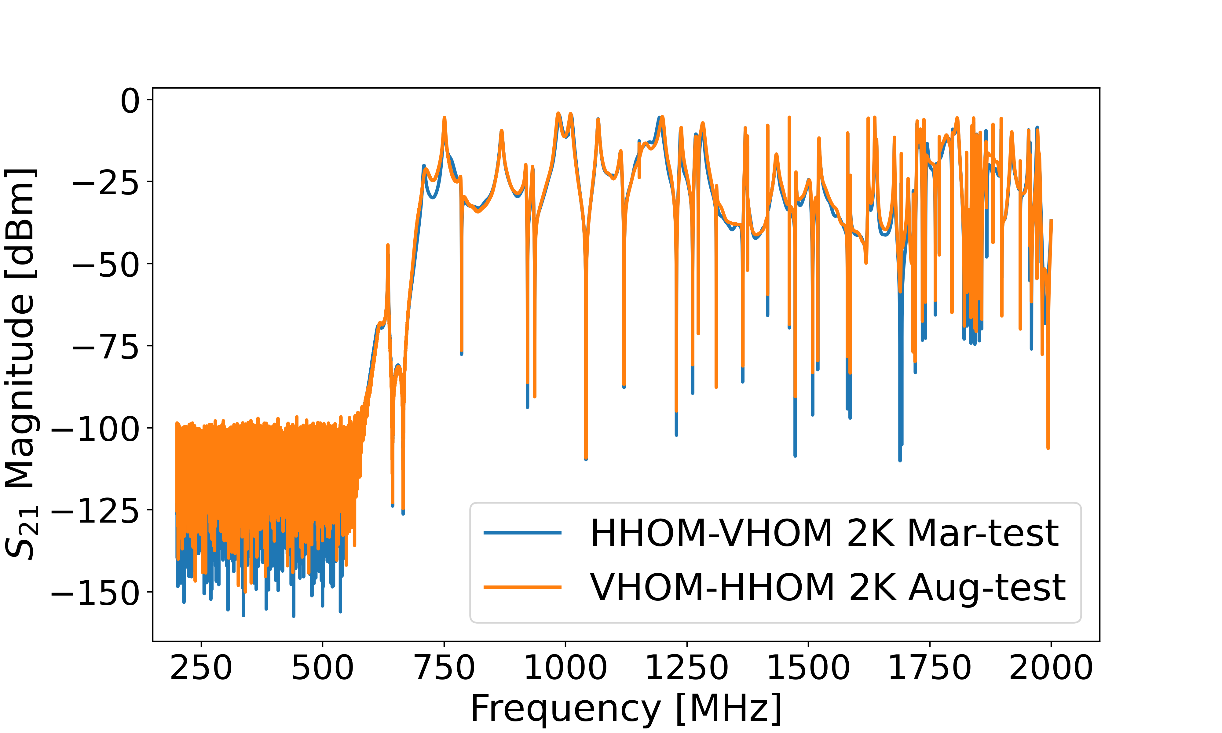 0
−25
−50
−75
−100
−125
−150
S21 Magnitude [dBm]
HHOM-VHOM 2K Mar-test
VHOM-HHOM 2K Aug-test
250 500 750 1000 1250 1500 1750 2000
Frequency [MHz]